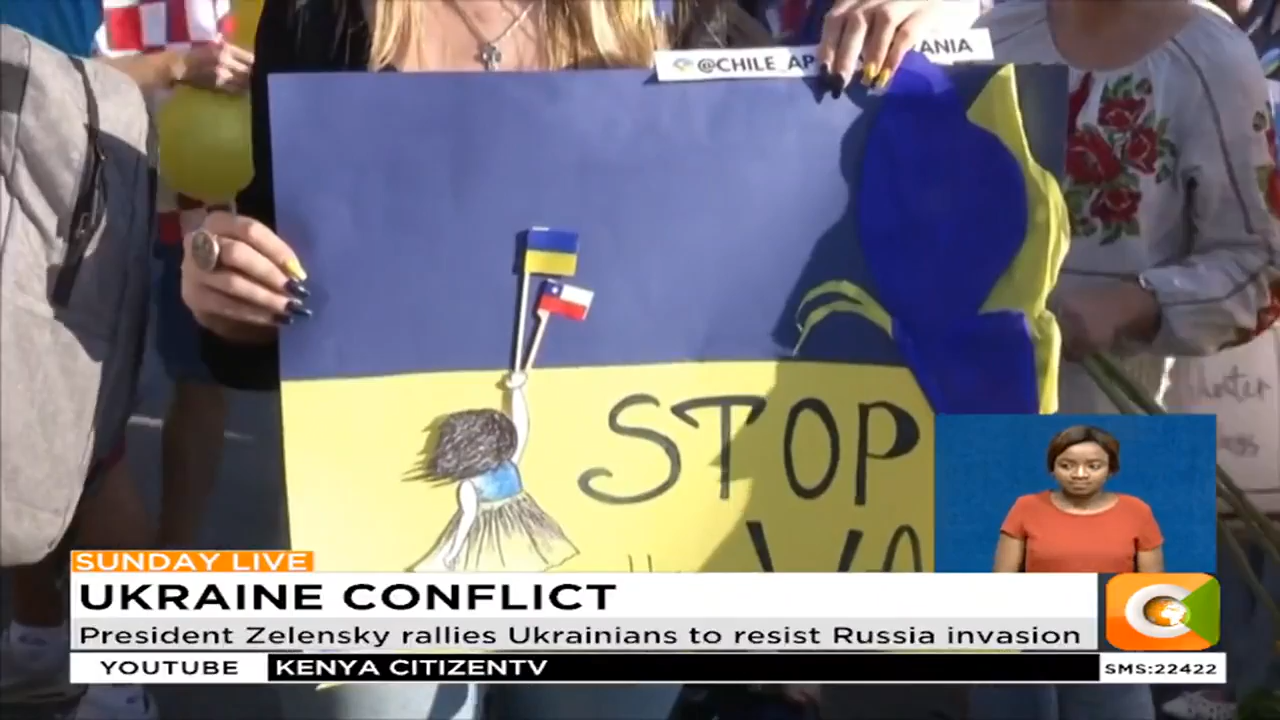 @CHILE_AP
ANIA
STOP
SUNDAY LIVE
UKRAINE CONFLICT
President Zelensky rallies Ukrainians to resist Russia invasion
YOUTUBE
KENYA CITIZENTV
SMS:22422